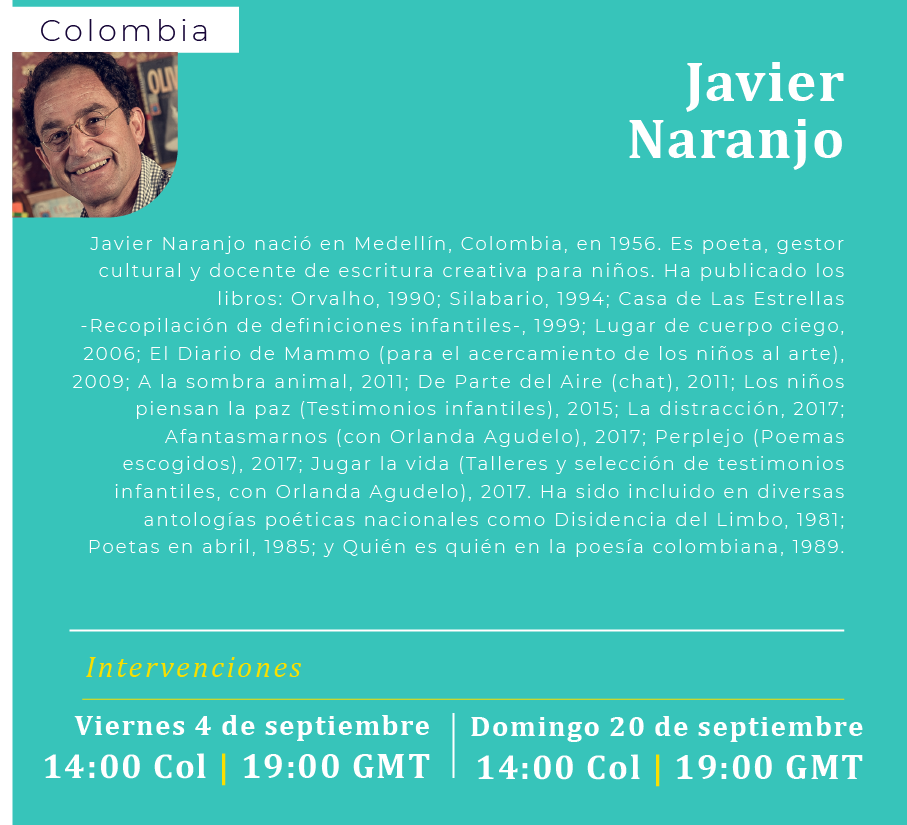 Colombia
OLI
Javier
Naranjo
Javier Naranjo nació en Medellín, Colombia, en 1956. Es poeta, gestor
cultural y docente de escritura creativa para niños. Ha publicado los
libros: Orvalho, 1990; Silabario, 1994; Casa de Las Estrellas
-Recopilación de definiciones infantiles-, 1999; Lugar de cuerpo ciego,
2006; El Diario de Mammo (para el acercamiento de los niños al arte),
2009; A la sombra animal, 2011; De Parte del Aire (chat), 2011; Los niños
piensan la paz (Testimonios infantiles), 2015; La distracción, 2017;
Afantasmarnos (con Orlanda Agudelo), 2017; Perplejo (Poemas
escogidos), 2017; Jugar la vida (Talleres y selección de testimonios
infantiles, con Orlanda Agudelo), 2017. Ha sido incluido en diversas
antologías poéticas nacionales como Disidencia del Limbo, 1981;
Poetas en abril, 1985; y Quién es quién en la poesía colombiana, 1989.
Intervenciones
Viernes 4 de septiembre
14:00 Col | 19:00 GMT
Domingo 20 de septiembre
14:00 Col | 19:00 GMT